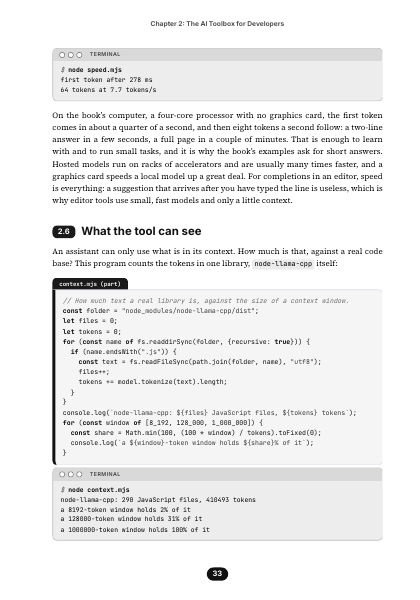 Chapter 2: The AI Toolbox for Developers
TERMINAL
$ node speed.mjs
first token after 278 ms
64 tokens at 7.7 tokens/s
On the book's computer, a four-core processor with no graphics card, the first token
comes in about a quarter of a second, and then eight tokens a second follow: a two-line
answer in a few seconds, a full page in a couple of minutes. That is enough to learn
with and to run small tasks, and it is why the book's examples ask for short answers.
Hosted models run on racks of accelerators and are usually many times faster, and a
graphics card speeds a local model up a great deal. For completions in an editor, speed
is everything: a suggestion that arrives after you have typed the line is useless, which is
why editor tools use small, fast models and only a little context.
2.6 What the tool can see
An assistant can only use what is in its context. How much is that, against a real code
base? This program counts the tokens in one library, node-llama-cpp itself:
context.mjs (part)
// How much text a real library is, against the size of a context window.
const folder = "node_modules/node-llama-cpp/dist";
let files = 0;
let tokens = 0;
for (const name of fs.readdirSync(folder, {recursive: true})) {
if (name.endsWith(".js")) {
const text = fs.readFileSync(path.join(folder, name), "utf8");
files++;
tokens += model.tokenize(text).length;
}
}
console.log(`node-llama-cpp: ${files} JavaScript files, ${tokens} tokens`);
for (const window of [8_192, 128_000, 1_000_000]) {
const share = Math.min(100, (100 * window) / tokens).toFixed(0);
console.log(`a ${window}-token window holds ${share}% of it`);
}
TERMINAL
$ node context.mjs
node-llama-cpp: 290 JavaScript files, 410493 tokens
a 8192-token window holds 2% of it
a 128000-token window holds 31% of it
a 1000000-token window holds 100% of it
33